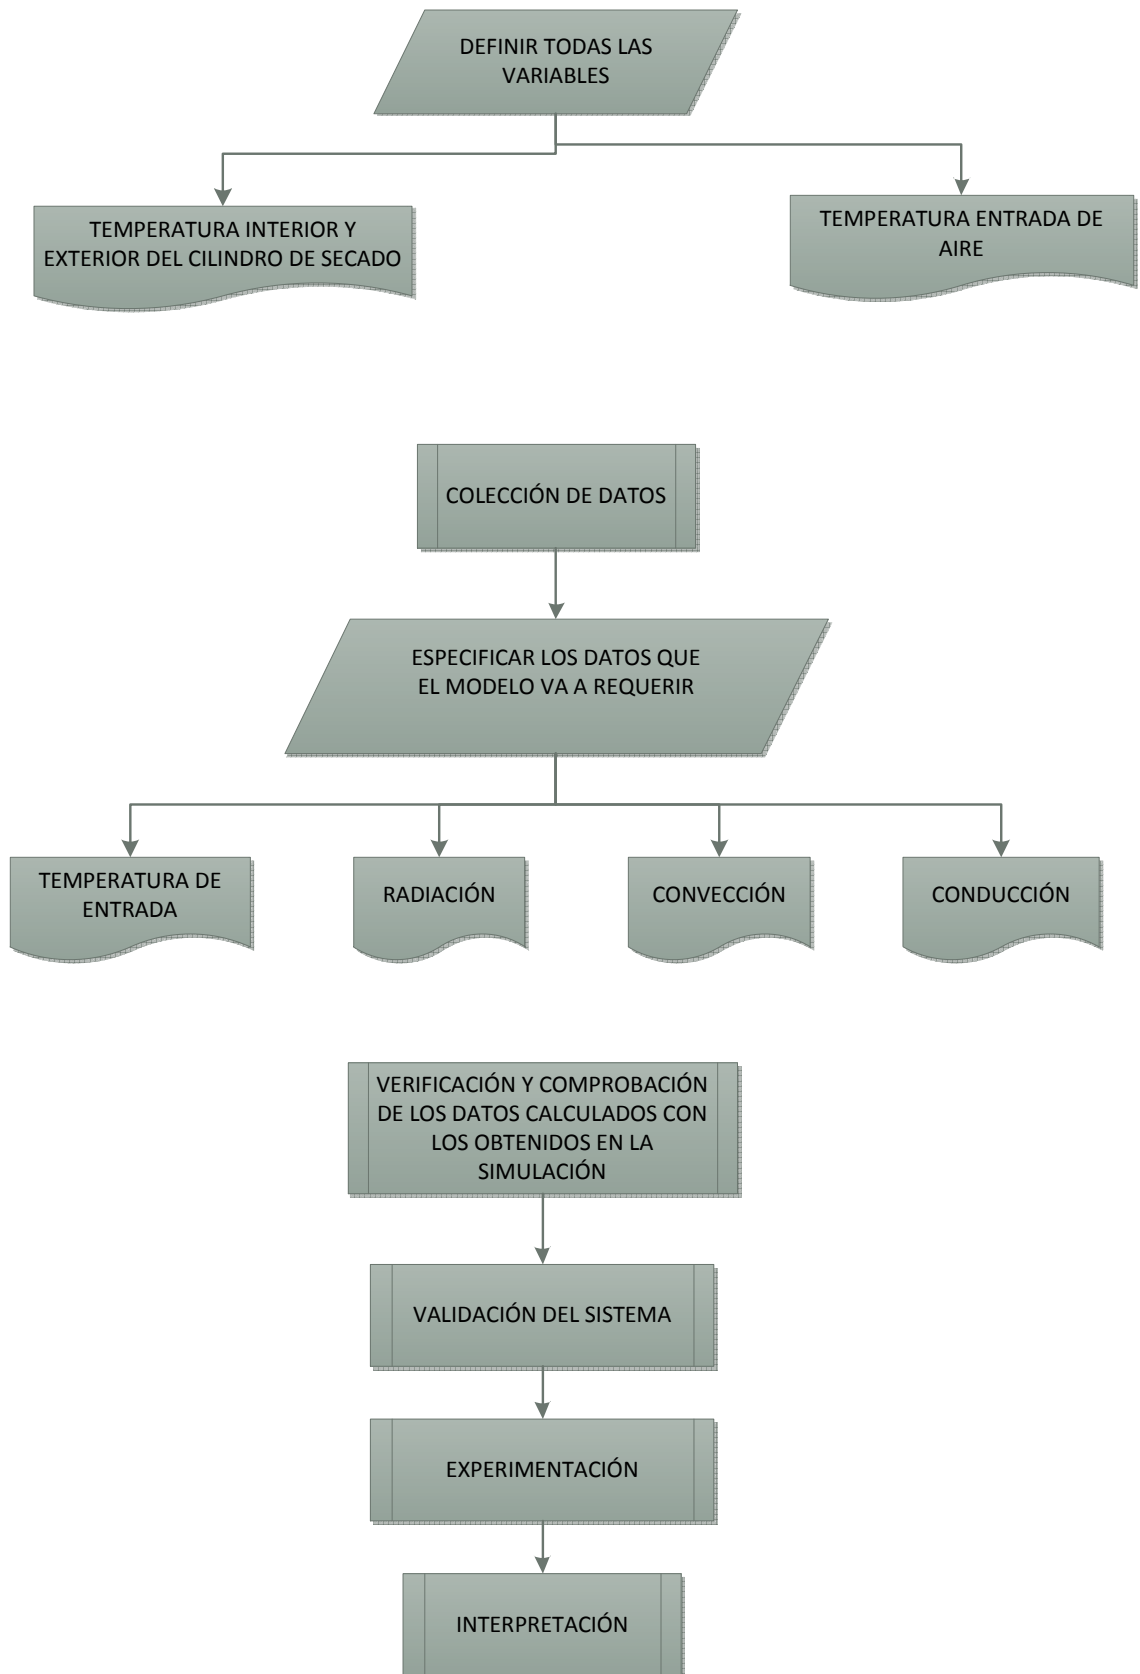 DEFINIR TODAS LAS
VARIABLES
TEMPERATURA INTERIOR Y
EXTERIOR DEL CILINDRO DE SECADO
TEMPERATURA ENTRADA DE
AIRE
COLECCIÓN DE DATOS
ESPECIFICAR LOS DATOS QUE
EL MODELO VA A REQUERIR
TEMPERATURA DE
ENTRADA
RADIACIÓN
CONVECCIÓN
CONDUCCIÓN
VERIFICACIÓN Y COMPROBACIÓN
DE LOS DATOS CALCULADOS CON
LOS OBTENIDOS EN LA
SIMULACIÓN
VALIDACIÓN DEL SISTEMA
EXPERIMENTACIÓN
INTERPRETACIÓN